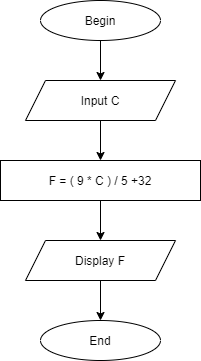 Begin
Input C
F = ( 9 * C ) / 5 +32
Display F
End